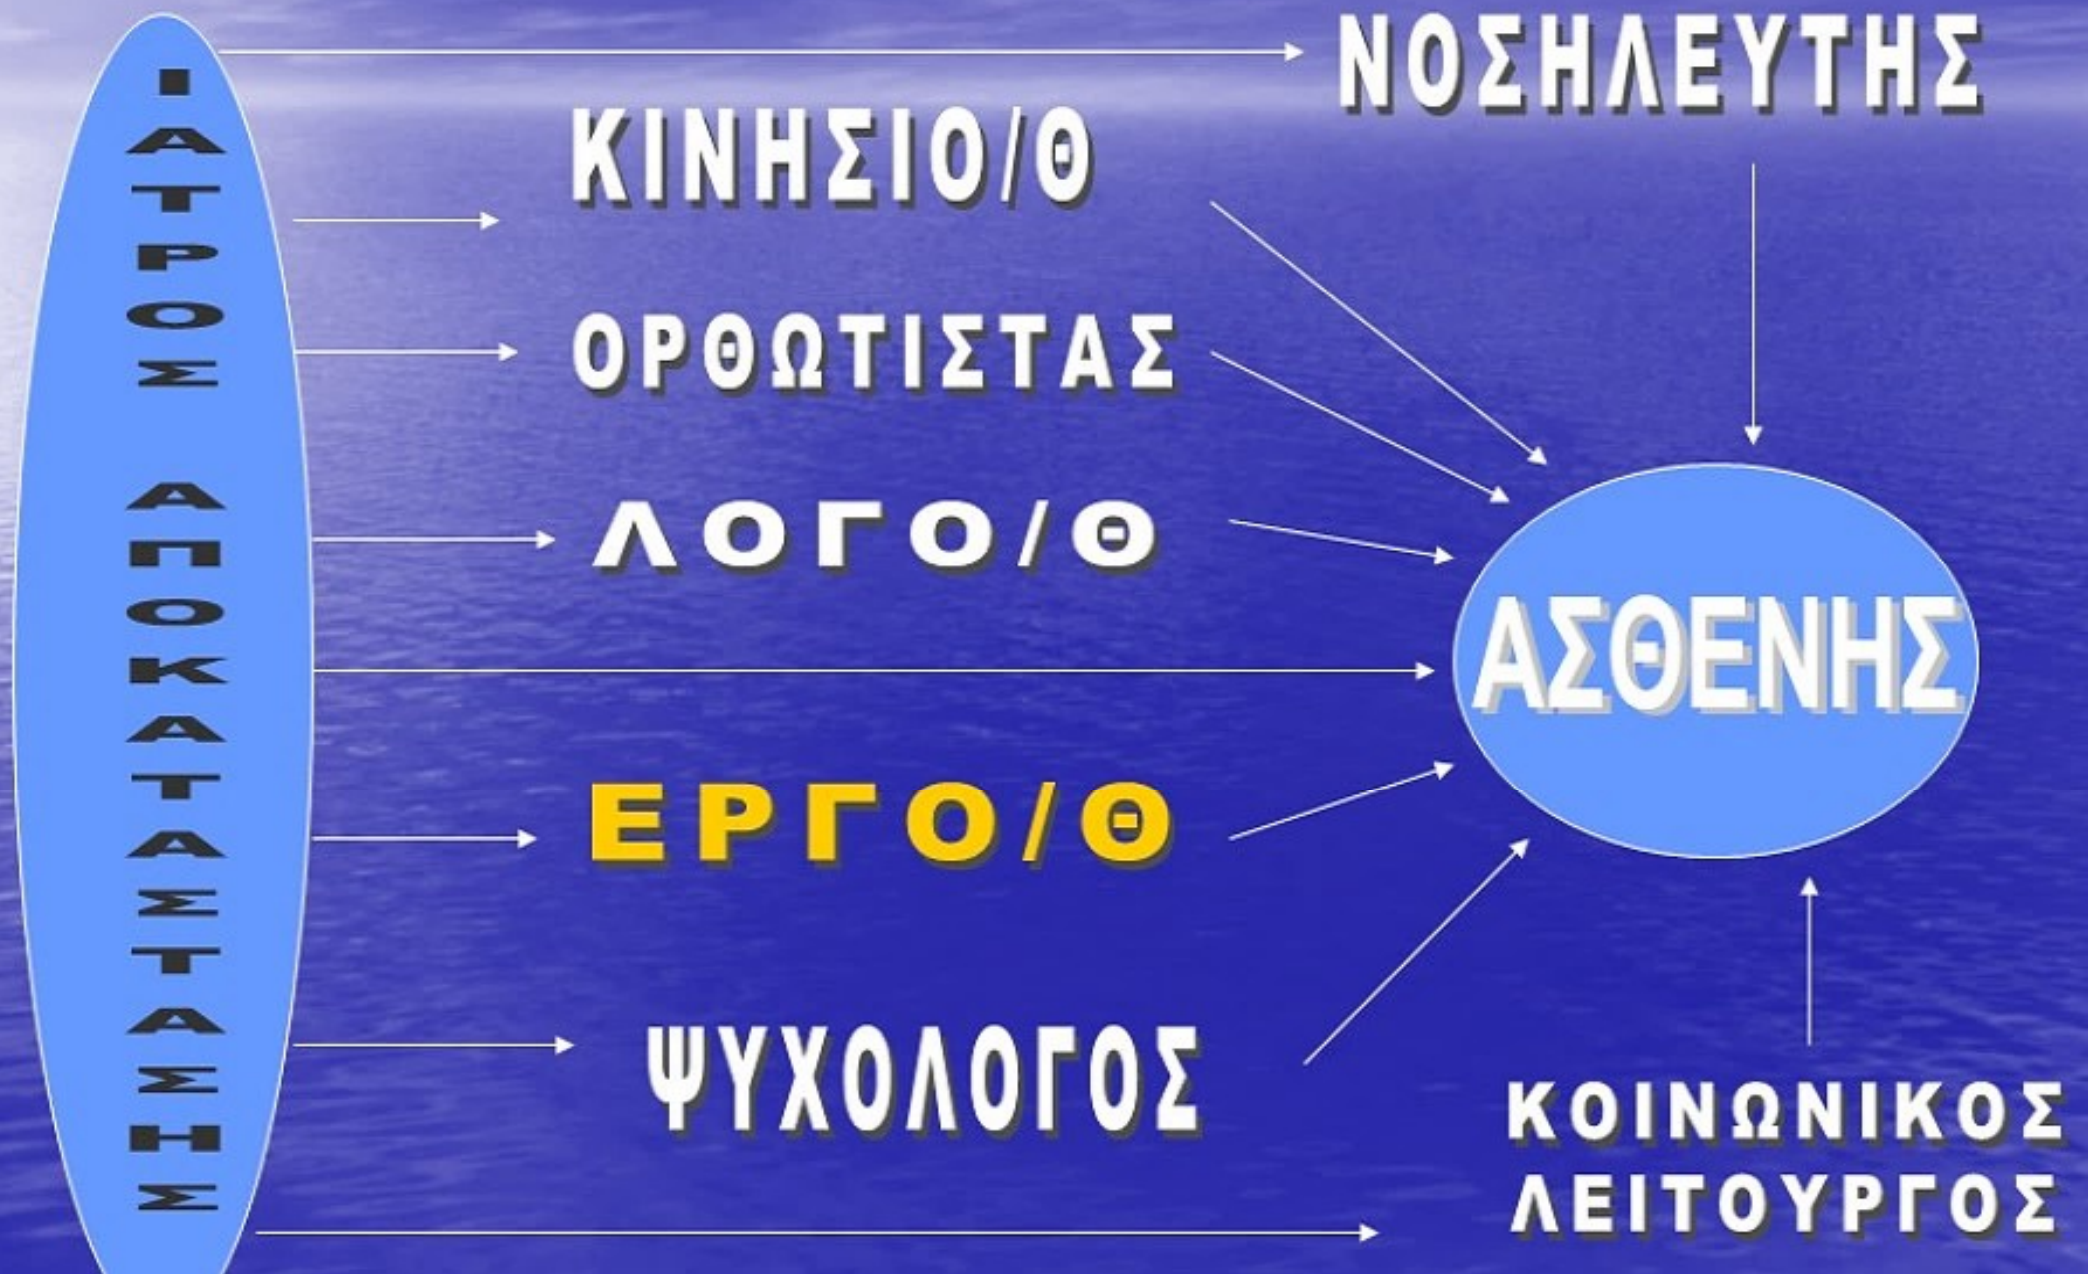 ΙΑΤΡΟΣ ΑΠΟΚΑΤΑΣΤΑΣΗΣ
ΝΟΣΗΛΕΥΤΗΣ
ΚΙΝΗΣΙΟ/Θ
ΟΡΘΩΤΙΣΤΑΣ
ΛΟΓΟ/Θ
ΑΣΘΕΝΗΣ
ΕΡΓΟ/Θ
ΨΥΧΟΛΟΓΟΣ
ΚΟΙΝΩΝΙΚΟΣ
ΛΕΙΤΟΥΡΓΟΣ